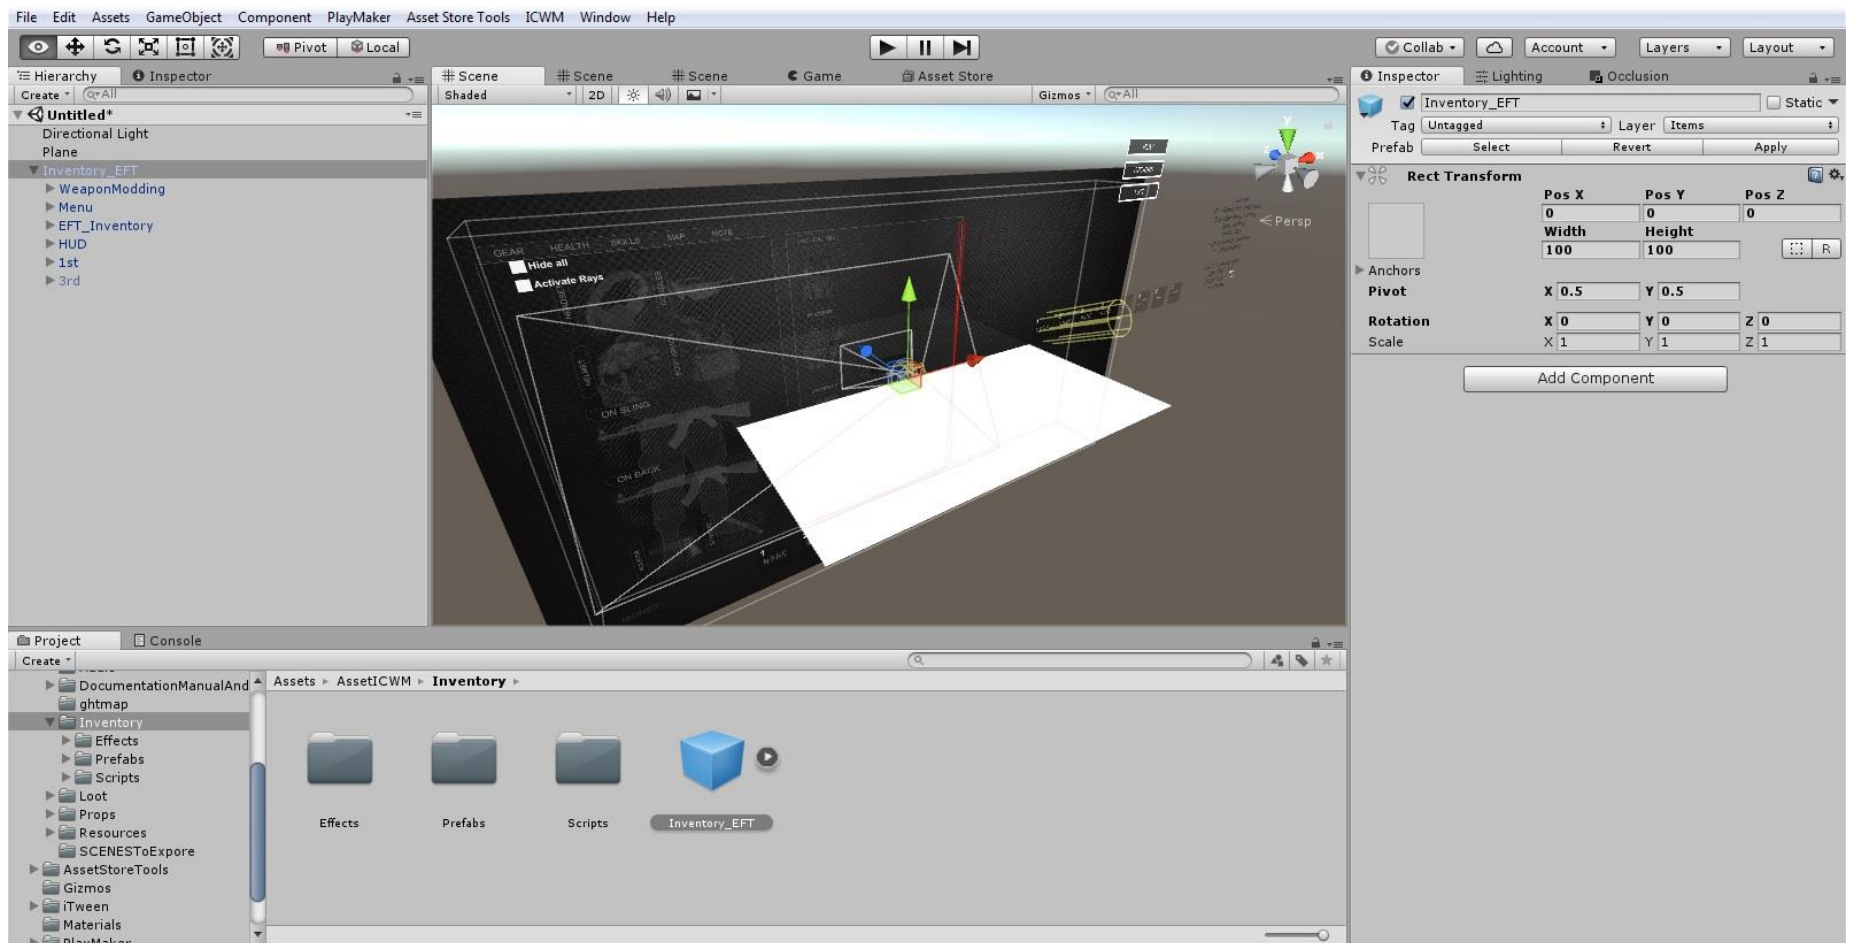 File Edit Assets GameObject Component PlayMaker Asset Store Tools ICWM Window Help
Pivot Local Collab Account Layers Layout
Hierarchy Inspector # Scene # Scene # Scene Game Asset Store Inspector Lighting Occlusion
Create All Shaded 2D Gizmos All
Inventory_EFT Static
Untitled*
Tag Untagged Layer Items
Directional Light
Plane
Prefab Select Revert Apply
Inventory_EFT
WeaponModding
Menu
EFT_Inventory
HUD
1st
3rd
Rect Transform
Pos X Pos Y Pos Z
0 0 0
Width Height
100 100 R
Anchors
Pivot X 0.5 Y 0.5
Rotation X 0 Y 0 Z 0
Scale X 1 Y 1 Z 1
Add Component
y
z x
Persp
GEAR HEALTH SKILLS MAP NOTE
Hide all
Activate Rays
ON SLING
ON BACK
Project Console
Create
Assets AssetICWM Inventory
DocumentationManualAnd
ghtmap
Inventory
Effects
Prefabs
Scripts
Loot
Props
Resources
SCENESToExpore
AssetStoreTools
Gizmos
iTween
Materials
PlayMaker
Effects Prefabs Scripts Inventory_EFT